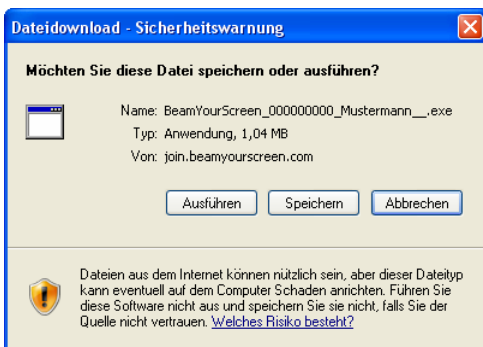 Dateidownload - Sicherheitswarnung
Möchten Sie diese Datei speichern oder ausführen?
Name: BeamYourScreen_000000000_Mustermann__.exe
Typ: Anwendung, 1,04 MB
Von: join.beamyourscreen.com
Ausführen Speichern Abbrechen
Dateien aus dem Internet können nützlich sein, aber dieser Dateityp
kann eventuell auf dem Computer Schaden anrichten. Führen Sie
diese Software nicht aus und speichern Sie sie nicht, falls Sie der
Quelle nicht vertrauen. Welches Risiko besteht?